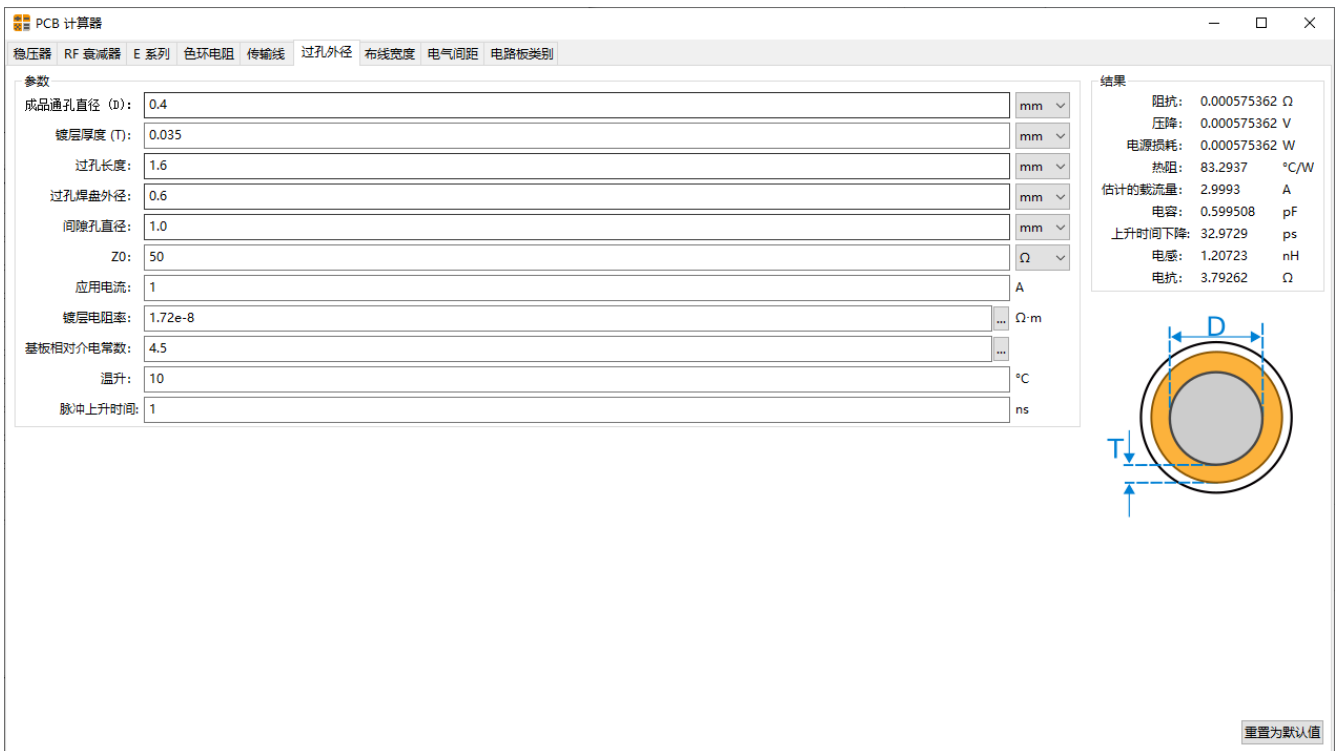 PCB 计算器
稳压器 RF 衰减器 E 系列 色环电阻 传输线 过孔外径 布线宽度 电气间距 电路板类别
参数
成品通孔直径（D）： 0.4 mm
镀层厚度 (T)： 0.035 mm
过孔长度： 1.6 mm
过孔焊盘外径： 0.6 mm
间隙孔直径： 1.0 mm
Z0： 50 Ω
应用电流： 1 A
镀层电阻率： 1.72e-8 ... Ω·m
基板相对介电常数： 4.5 ...
温升： 10 °C
脉冲上升时间: 1 ns
结果
阻抗： 0.000575362 Ω
压降： 0.000575362 V
电源损耗： 0.000575362 W
热阻： 83.2937 °C/W
估计的载流量： 2.9993 A
电容： 0.599508 pF
上升时间下降: 32.9729 ps
电感： 1.20723 nH
电抗： 3.79262 Ω
D
T
重置为默认值